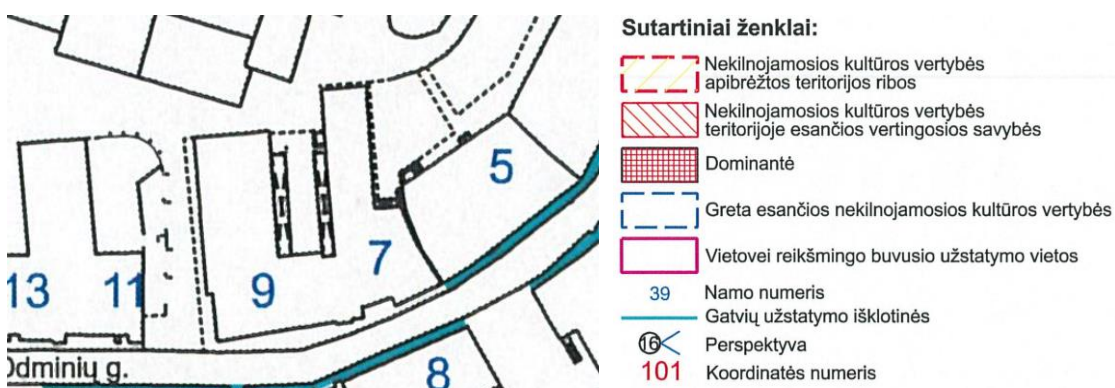 5
7
9
13
11
Odminių g.
8
Sutartiniai ženklai:
Nekilnojamosios kultūros vertybės
apibrėžtos teritorijos ribos
Nekilnojamosios kultūros vertybės
teritorijoje esančios vertingosios savybės
Dominantė
Greta esančios nekilnojamosios kultūros vertybės
Vietovei reikšmingo buvusio užstatymo vietos
39 Namo numeris
Gatvių užstatymo išklotinės
16 Perspektyva
101 Koordinatės numeris